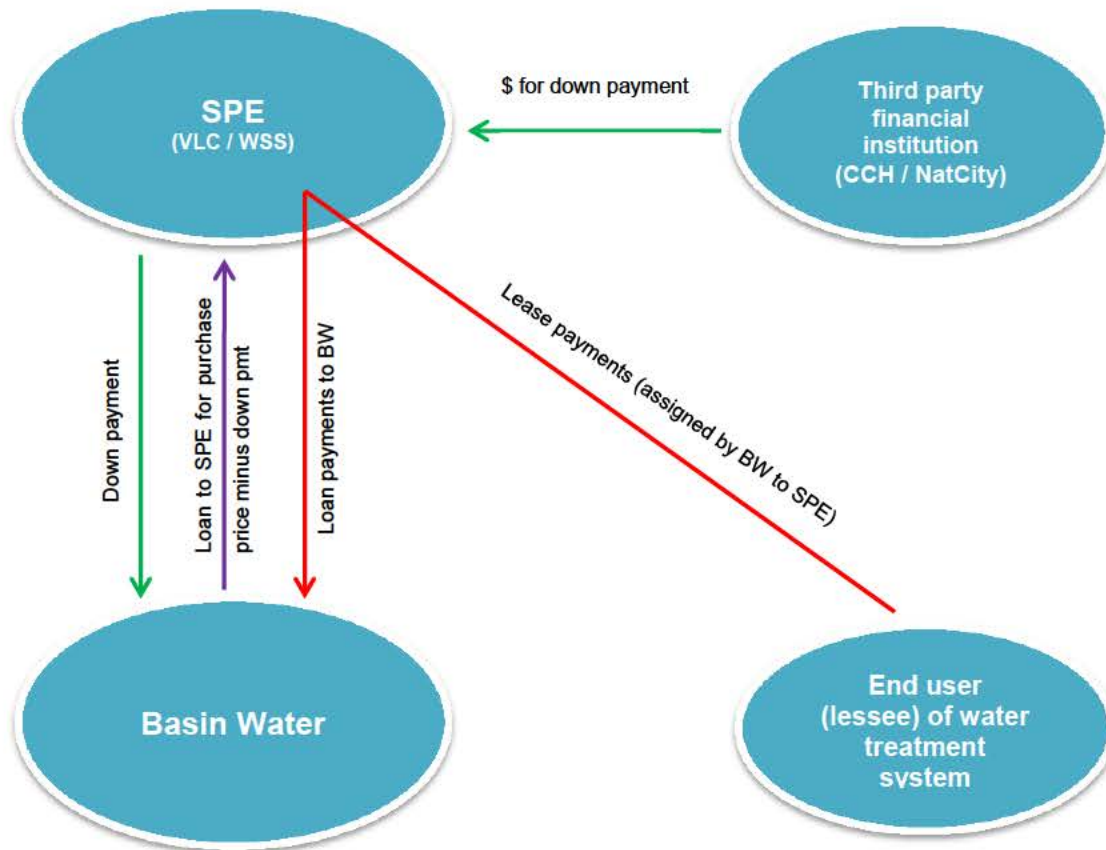 SPE
(VLC / WSS)
$ for down payment
Third party
financial
institution
(CCH / NatCity)
Down payment
Loan to SPE for purchase
price minus down pmt
Loan payments to BW
Lease payments (assigned by BW to SPE)
Basin Water
End user
(lessee) of water
treatment
system